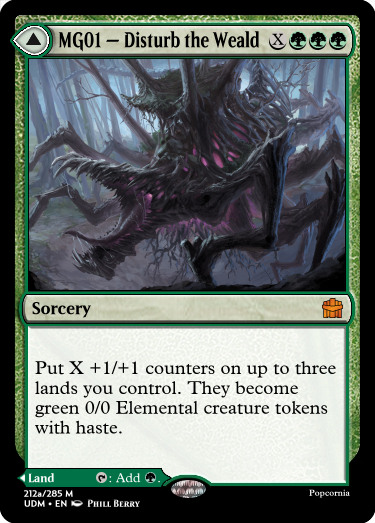 MG01 – Disturb the Weald X
Sorcery
Put X +1/+1 counters on up to three
lands you control. They become
green 0/0 Elemental creature tokens
with haste.
Land : Add .
212a/285 M Popcornia
UDM • EN Phill Berry